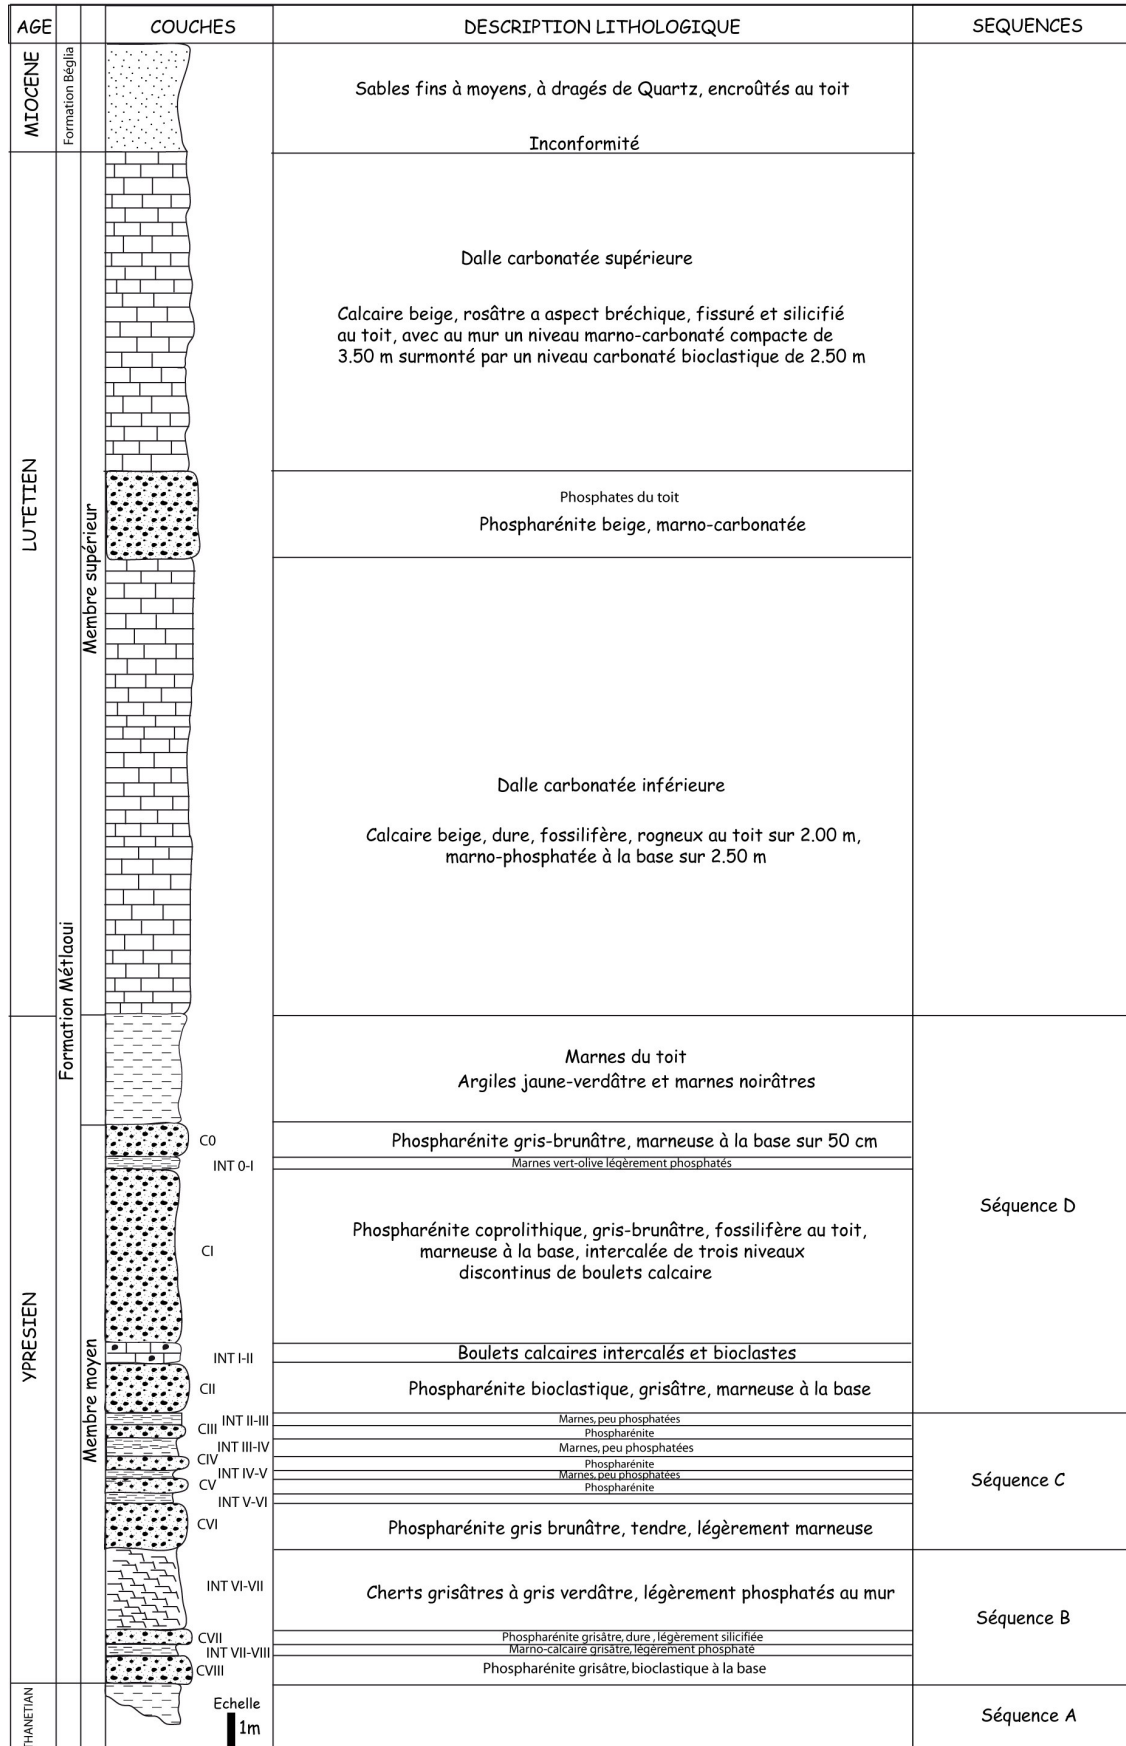 AGE
COUCHES
DESCRIPTION LITHOLOGIQUE
SEQUENCES
MIOCENE
Formation Béglia
Sables fins à moyens, à dragés de Quartz, encroûtés au toit
Inconformité
LUTETIEN
Formation Métlaoui
Membre supérieur
Dalle carbonatée supérieure
Calcaire beige, rosâtre a aspect bréchique, fissuré et silicifié
au toit, avec au mur un niveau marno-carbonaté compacte de
3.50 m surmonté par un niveau carbonaté bioclastique de 2.50 m
Phosphates du toit
Phospharénite beige, marno-carbonatée
Dalle carbonatée inférieure
Calcaire beige, dure, fossilifère, rogneux au toit sur 2.00 m,
marno-phosphatée à la base sur 2.50 m
YPRESIEN
Marnes du toit
Argiles jaune-verdâtre et marnes noirâtres
Membre moyen
C0
Phospharénite gris-brunâtre, marneuse à la base sur 50 cm
INT 0-I
Marnes vert-olive légèrement phosphatés
Séquence D
CI
Phospharénite coprolithique, gris-brunâtre, fossilifère au toit,
marneuse à la base, intercalée de trois niveaux
discontinus de boulets calcaire
INT I-II
Boulets calcaires intercalés et bioclastes
CII
Phospharénite bioclastique, grisâtre, marneuse à la base
INT II-III
Marnes, peu phosphatées
CIII
Phospharénite
INT III-IV
Marnes, peu phosphatées
CIV
Phospharénite
INT IV-V
Marnes, peu phosphatées
CV
Phospharénite
INT V-VI
Séquence C
CVI
Phospharénite gris brunâtre, tendre, légèrement marneuse
INT VI-VII
Cherts grisâtres à gris verdâtre, légèrement phosphatés au mur
Séquence B
CVII
Phospharénite grisâtre, dure , légèrement silicifiée
INT VII-VIII
Marno-calcaire grisâtre, légèrement phosphaté
CVIII
Phospharénite grisâtre, bioclastique à la base
THANETIAN
Echelle
1m
Séquence A